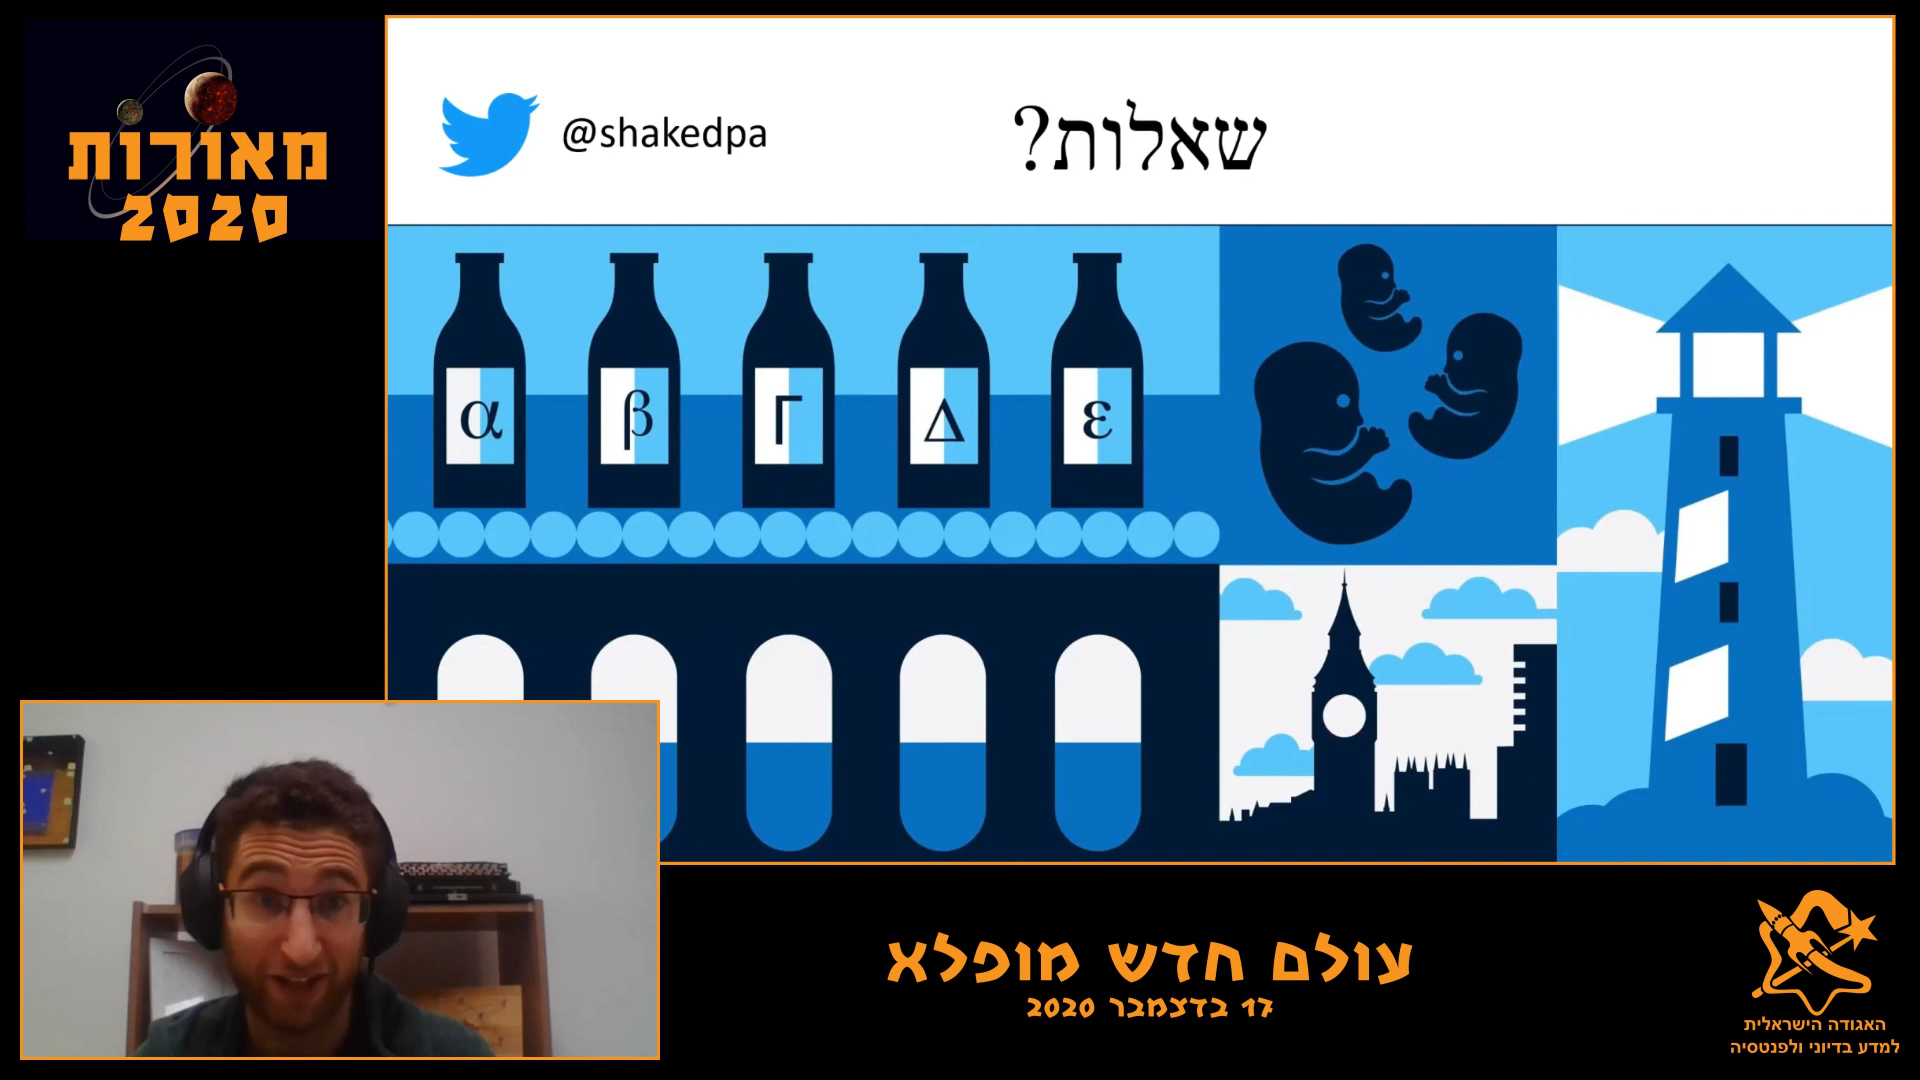 מאורות
2020
@shakedpa
שאלות?
α
β
Γ
Δ
ε
עולם חדש מופלא
17 בדצמבר 2020
האגודה הישראלית
למדע בדיוני ולפנטסיה